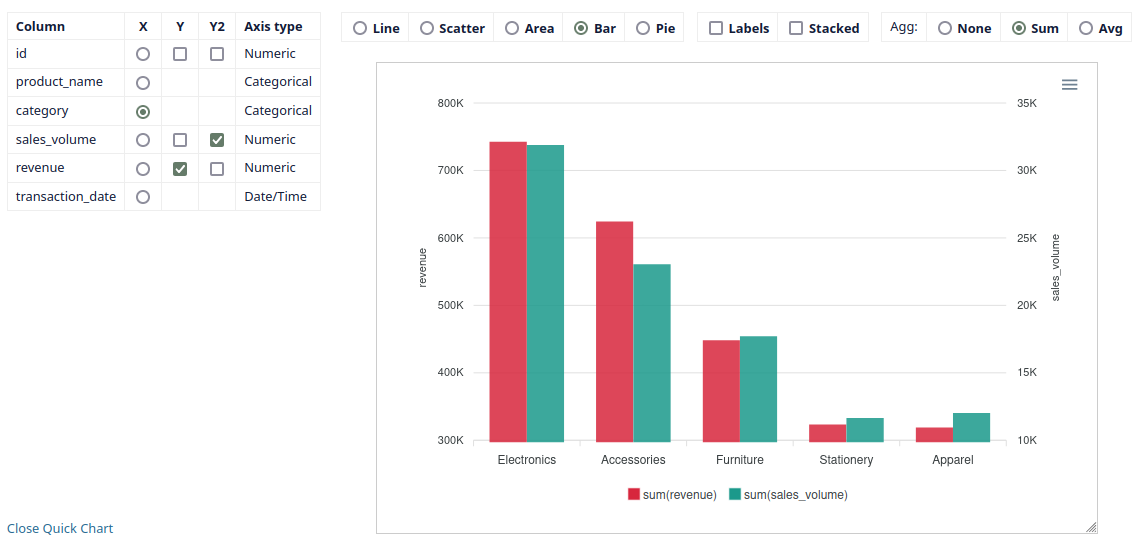 Column X Y Y2 Axis type
id Numeric
product_name Categorical
category Categorical
sales_volume Numeric
revenue Numeric
transaction_date Date/Time
Close Quick Chart
Line Scatter Area Bar Pie Labels Stacked Agg: None Sum Avg
800K 35K
700K 30K
600K 25K
500K 20K
400K 15K
300K 10K
revenue
sales_volume
Electronics Accessories Furniture Stationery Apparel
sum(revenue) sum(sales_volume)